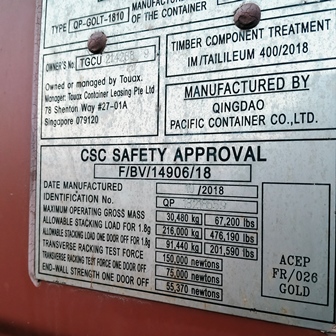 MANUFACTUR
TYPE QP-GOLT-1810 OF THE CONTAINER
OWNER'S No TGCU 9
Owned or managed by Touax.
Manager: Touax Container Leasing Pte Ltd
78 Shenton Way #27-01A
Singapore 079120
TIMBER COMPONENT TREATMENT
IM/TAILILEUM 400/2018
MANUFACTURED BY
QINGDAO
PACIFIC CONTAINER CO.,LTD.
CSC SAFETY APPROVAL
F/BV/14906/18
DATE MANUFACTURED /2018
IDENTIFICATION No. QP
MAXIMUM OPERATING GROSS MASS 30,480 kg 67,200 lbs
ALLOWABLE STACKING LOAD FOR 1.8g 216,000 kg 476,190 lbs
ALLOWABLE STACKING LOAD ONE DOOR OFF FOR 1.8g 91,440 kg 201,590 lbs
TRANSVERSE RACKING TEST FORCE 150,000 newtons
TRANSVERSE RACKING TEST FORCE ONE DOOR OFF 75,000 newtons
END-WALL STRENGTH ONE DOOR OFF 55,370 newtons
ACEP
FR/026
GOLD